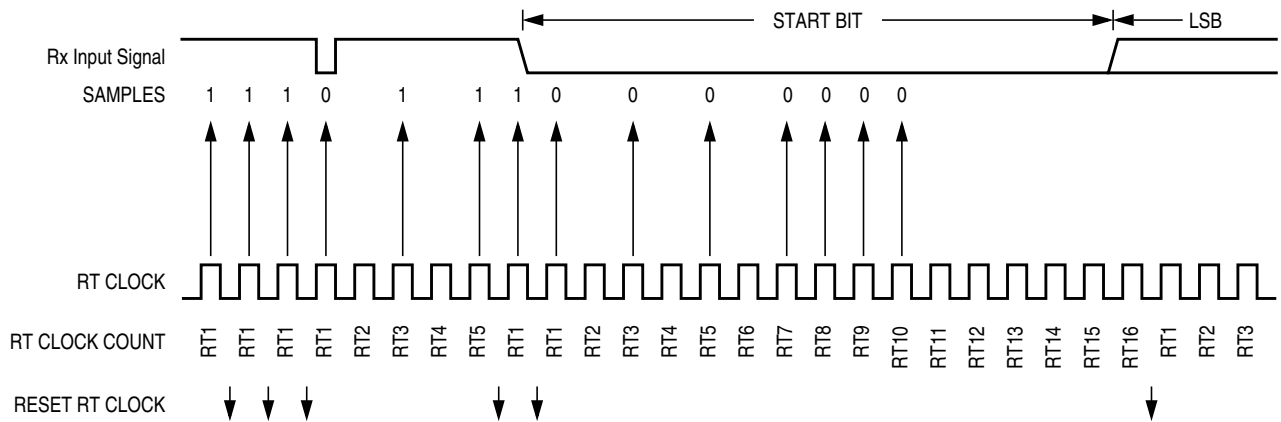 START BIT LSB
Rx Input Signal
SAMPLES 1 1 1 0 1 1 1 0 0 0 0 0 0 0
RT CLOCK
RT CLOCK COUNT RT1 RT1 RT1 RT1 RT2 RT3 RT4 RT5 RT1 RT1 RT2 RT3 RT4 RT5 RT6 RT7 RT8 RT9 RT10 RT11 RT12 RT13 RT14 RT15 RT16 RT1 RT2 RT3
RESET RT CLOCK